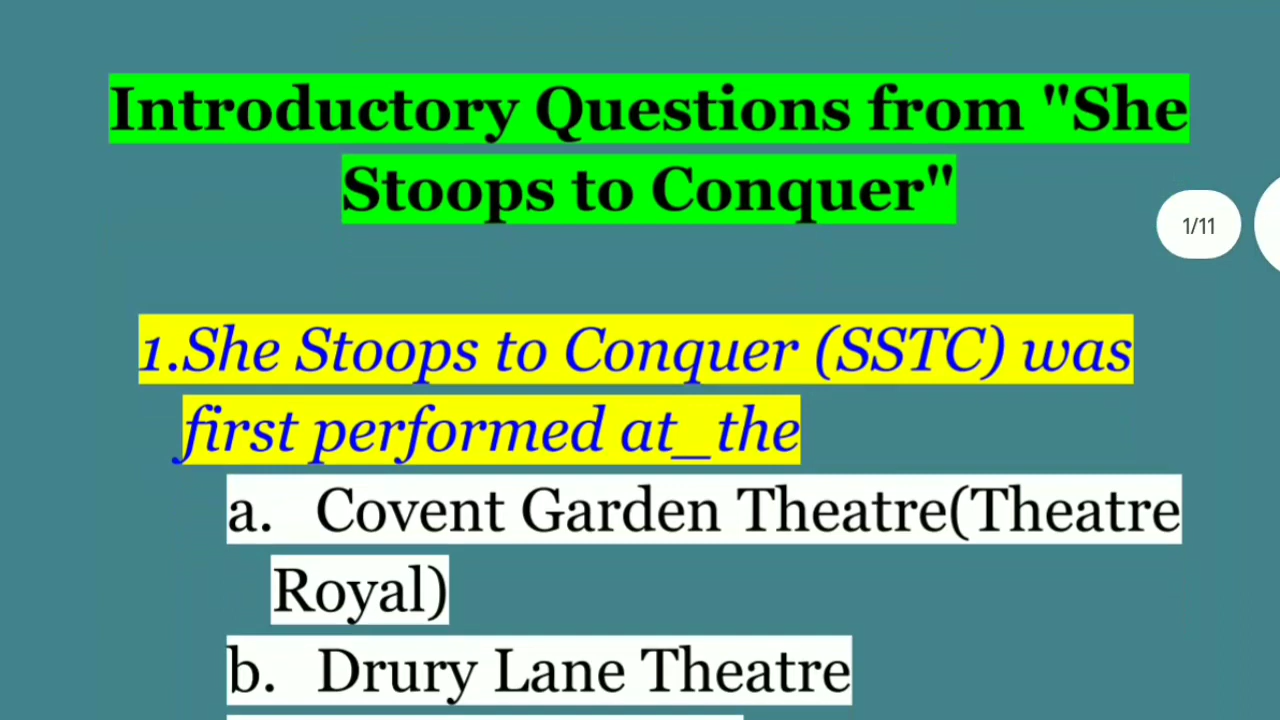 Introductory Questions from "She
Stoops to Conquer"
1/11
1.She Stoops to Conquer (SSTC) was
first performed at_the
a. Covent Garden Theatre(Theatre
Royal)
b. Drury Lane Theatre